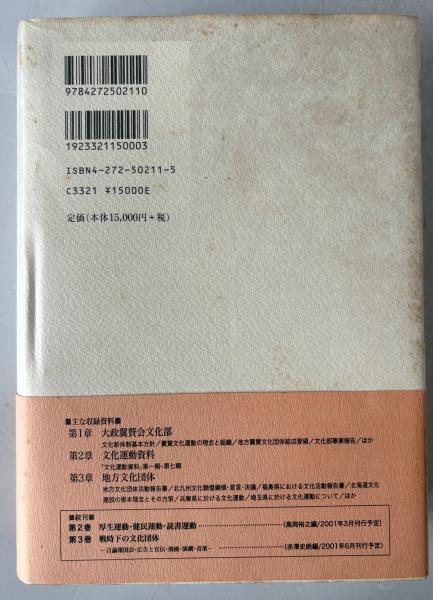 9784272502110
1923321150003
ISBN4-272-50211-5
C3321 ¥15000E
定価(本体15,000円+税)
■主な収録資料■
第1章 大政翼賛会文化部
文化新体制基本方針/翼賛文化運動の理念と組織/地方翼賛文化団体結成要領/文化部事業報告/ほか
第2章 文化運動資料
「文化運動資料」第一輯-第七輯
第3章 地方文化団体
地方文化団体活動報告書/北九州文化聯盟綱領・宣言・決議/福島県における文化活動報告書/北海道文化
建設の根本理念とその方策/兵庫県に於ける文化運動/埼玉県に於ける文化運動について/ほか
■続刊■
第2巻 厚生運動・健民運動・読書運動 (高岡裕之編/2001年3月刊行予定)
第3巻 戦時下の文化団体 (赤澤史朗編/2001年6月刊行予定)
—言論報国会・広告と宣伝・漫画・演劇・音楽—